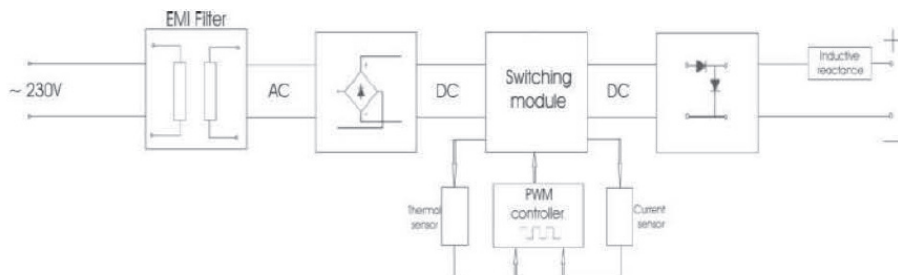 EMI Filter
~ 230V
AC
DC
Switching
module
DC
Inductive
reactance
+
−
Thermal
sensor
PWM
controller
Current
sensor